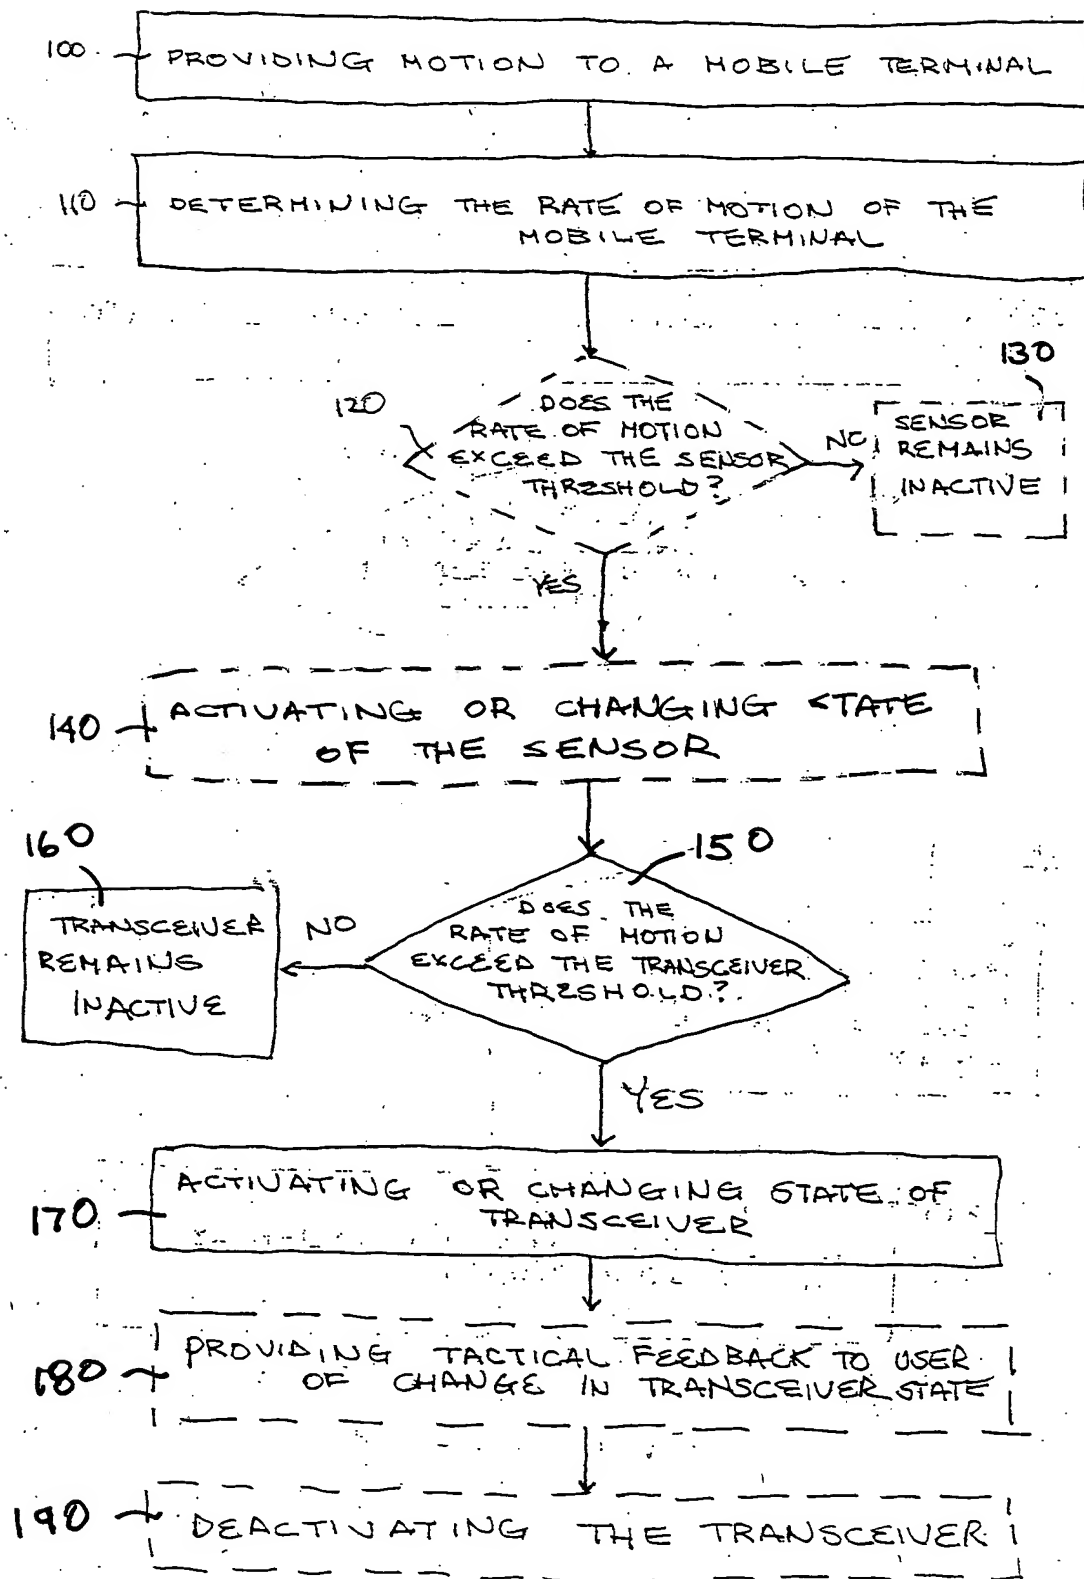 100
PROVIDING MOTION TO A MOBILE TERMINAL
110
DETERMINING THE RATE OF MOTION OF THE
MOBILE TERMINAL
120
DOES THE
RATE OF MOTION
EXCEED THE SENSOR
THRESHOLD?
NO
130
SENSOR
REMAINS
INACTIVE
YES
140
ACTIVATING OR CHANGING STATE
OF THE SENSOR
150
DOES THE
RATE OF MOTION
EXCEED THE TRANSCEIVER
THRESHOLD?
NO
160
TRANSCEIVER
REMAINS
INACTIVE
YES
170
ACTIVATING OR CHANGING STATE OF
TRANSCEIVER
180
PROVIDING TACTICAL FEEDBACK TO USER
OF CHANGE IN TRANSCEIVER STATE
190
DEACTIVATING THE TRANSCEIVER